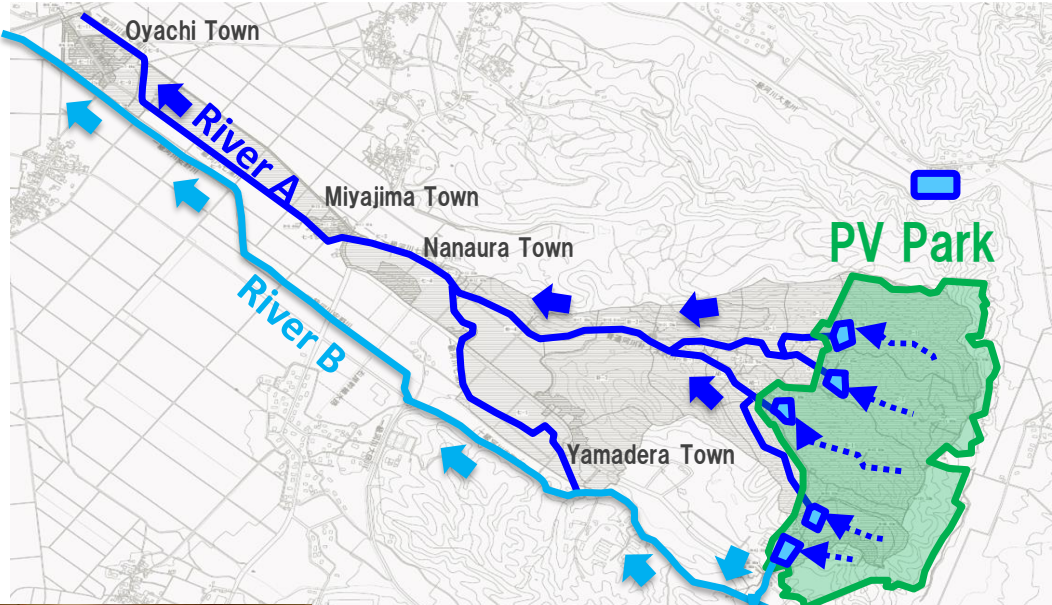 Oyachi Town
River A
Miyajima Town
Nanaura Town
PV Park
River B
Yamadera Town